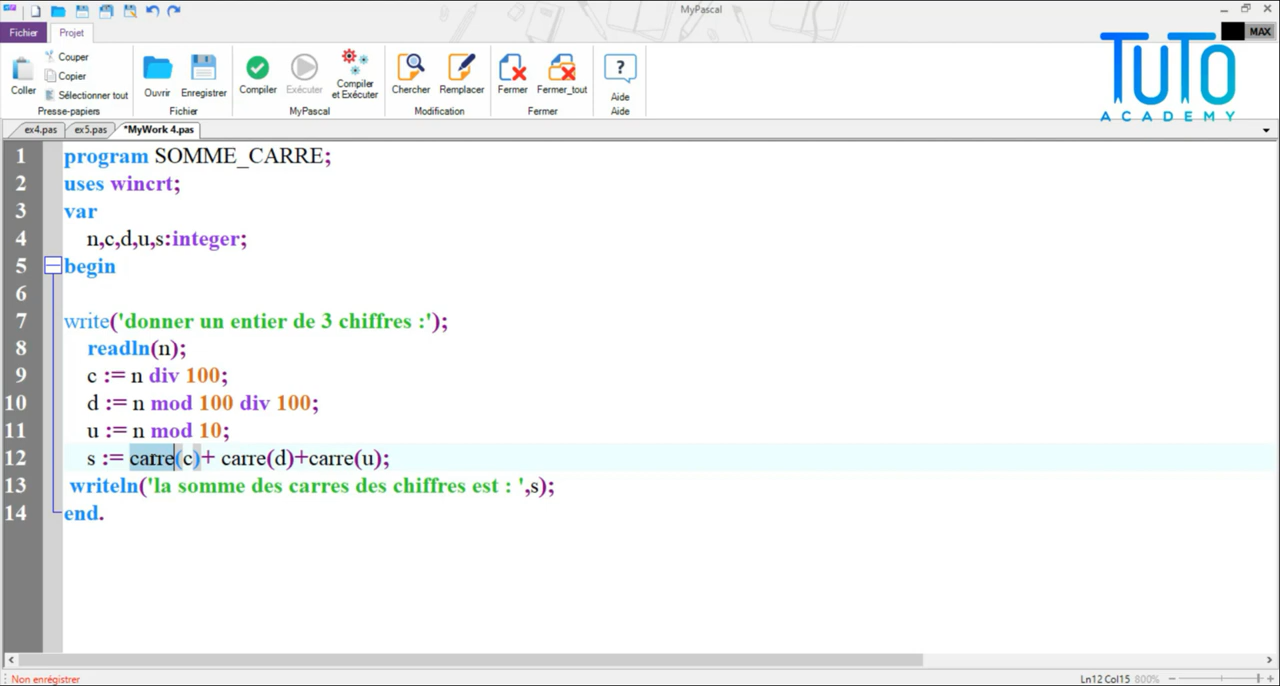 MyPascal
Fichier Projet
MAX
Coller
Couper
Copier
Sélectionner tout
Presse-papiers
Ouvrir Enregistrer
Fichier
Compiler Exécuter Compiler et Exécuter
MyPascal
Chercher Remplacer
Modification
Fermer Fermer_tout
Fermer
?
Aide
Aide
TUTO
ACADEMY
ex4.pas ex5.pas *MyWork 4.pas
1 program SOMME_CARRE;
2 uses wincrt;
3 var
4 n,c,d,u,s:integer;
5 begin
6
7 write('donner un entier de 3 chiffres :');
8 readln(n);
9 c := n div 100;
10 d := n mod 100 div 100;
11 u := n mod 10;
12 s := carre(c)+ carre(d)+carre(u);
13 writeln('la somme des carres des chiffres est : ',s);
14 end.
Non enrégistrer
Ln12 Col15 800%